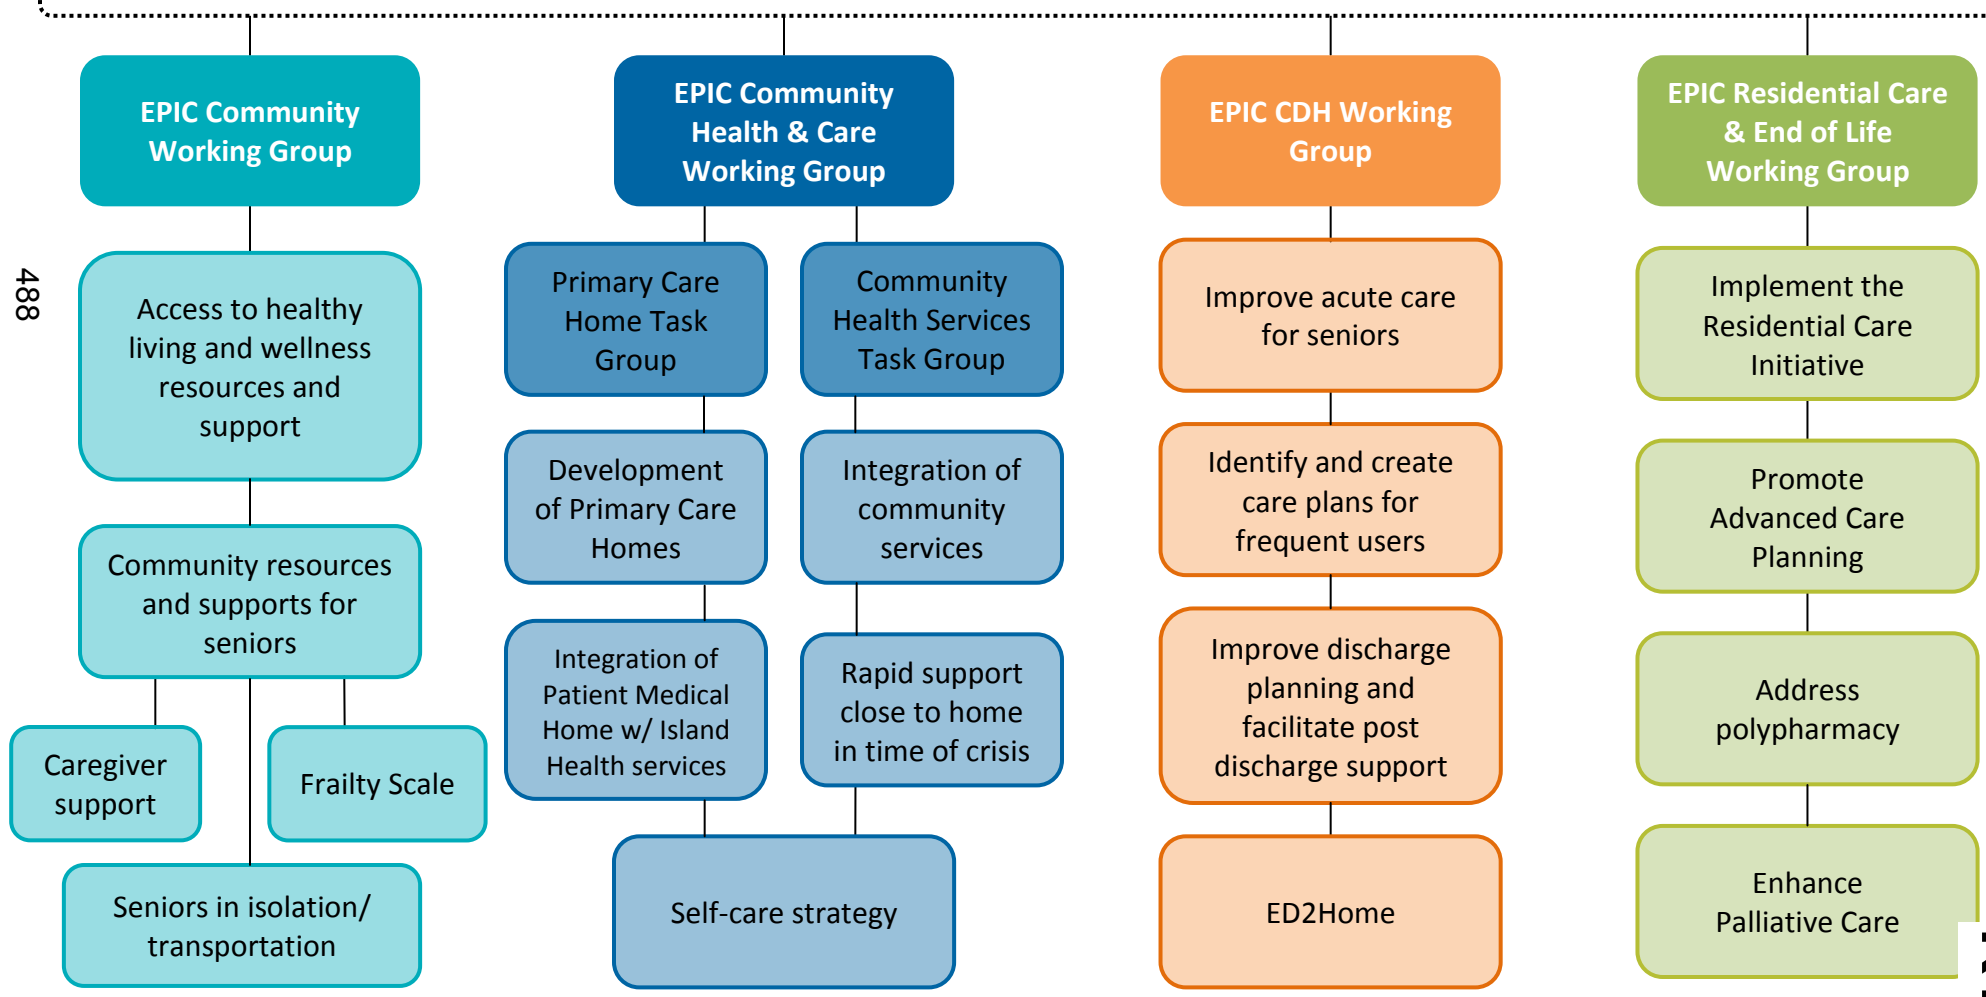 EPIC Community
Working Group
Access to healthy
living and wellness
resources and
support
Community resources
and supports for
seniors
Caregiver
support
Frailty Scale
Seniors in isolation/
transportation
EPIC Community
Health & Care
Working Group
Primary Care
Home Task
Group
Development
of Primary Care
Homes
Integration of
Patient Medical
Home w/ Island
Health services
Community
Health Services
Task Group
Integration of
community
services
Rapid support
close to home
in time of crisis
Self-care strategy
EPIC CDH Working
Group
Improve acute care
for seniors
Identify and create
care plans for
frequent users
Improve discharge
planning and
facilitate post
discharge support
ED2Home
EPIC Residential Care
& End of Life
Working Group
Implement the
Residential Care
Initiative
Promote
Advanced Care
Planning
Address
polypharmacy
Enhance
Palliative Care
488